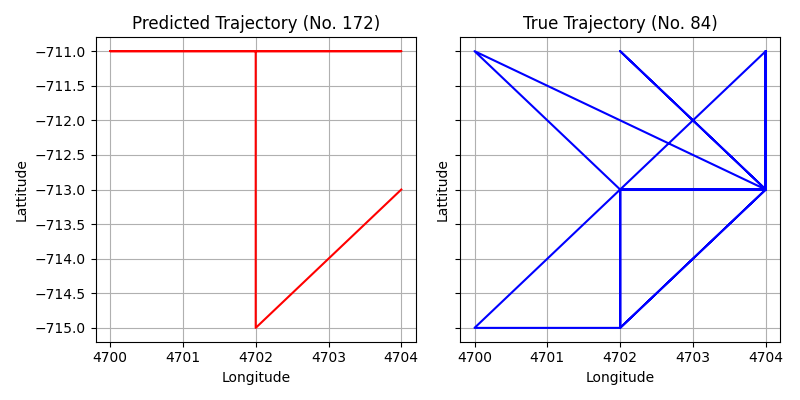 Predicted Trajectory (No. 172)
True Trajectory (No. 84)
Lattitude
−711.0
−711.5
−712.0
−712.5
−713.0
−713.5
−714.0
−714.5
−715.0
4700 4701 4702 4703 4704
Longitude
Lattitude
4700 4701 4702 4703 4704
Longitude